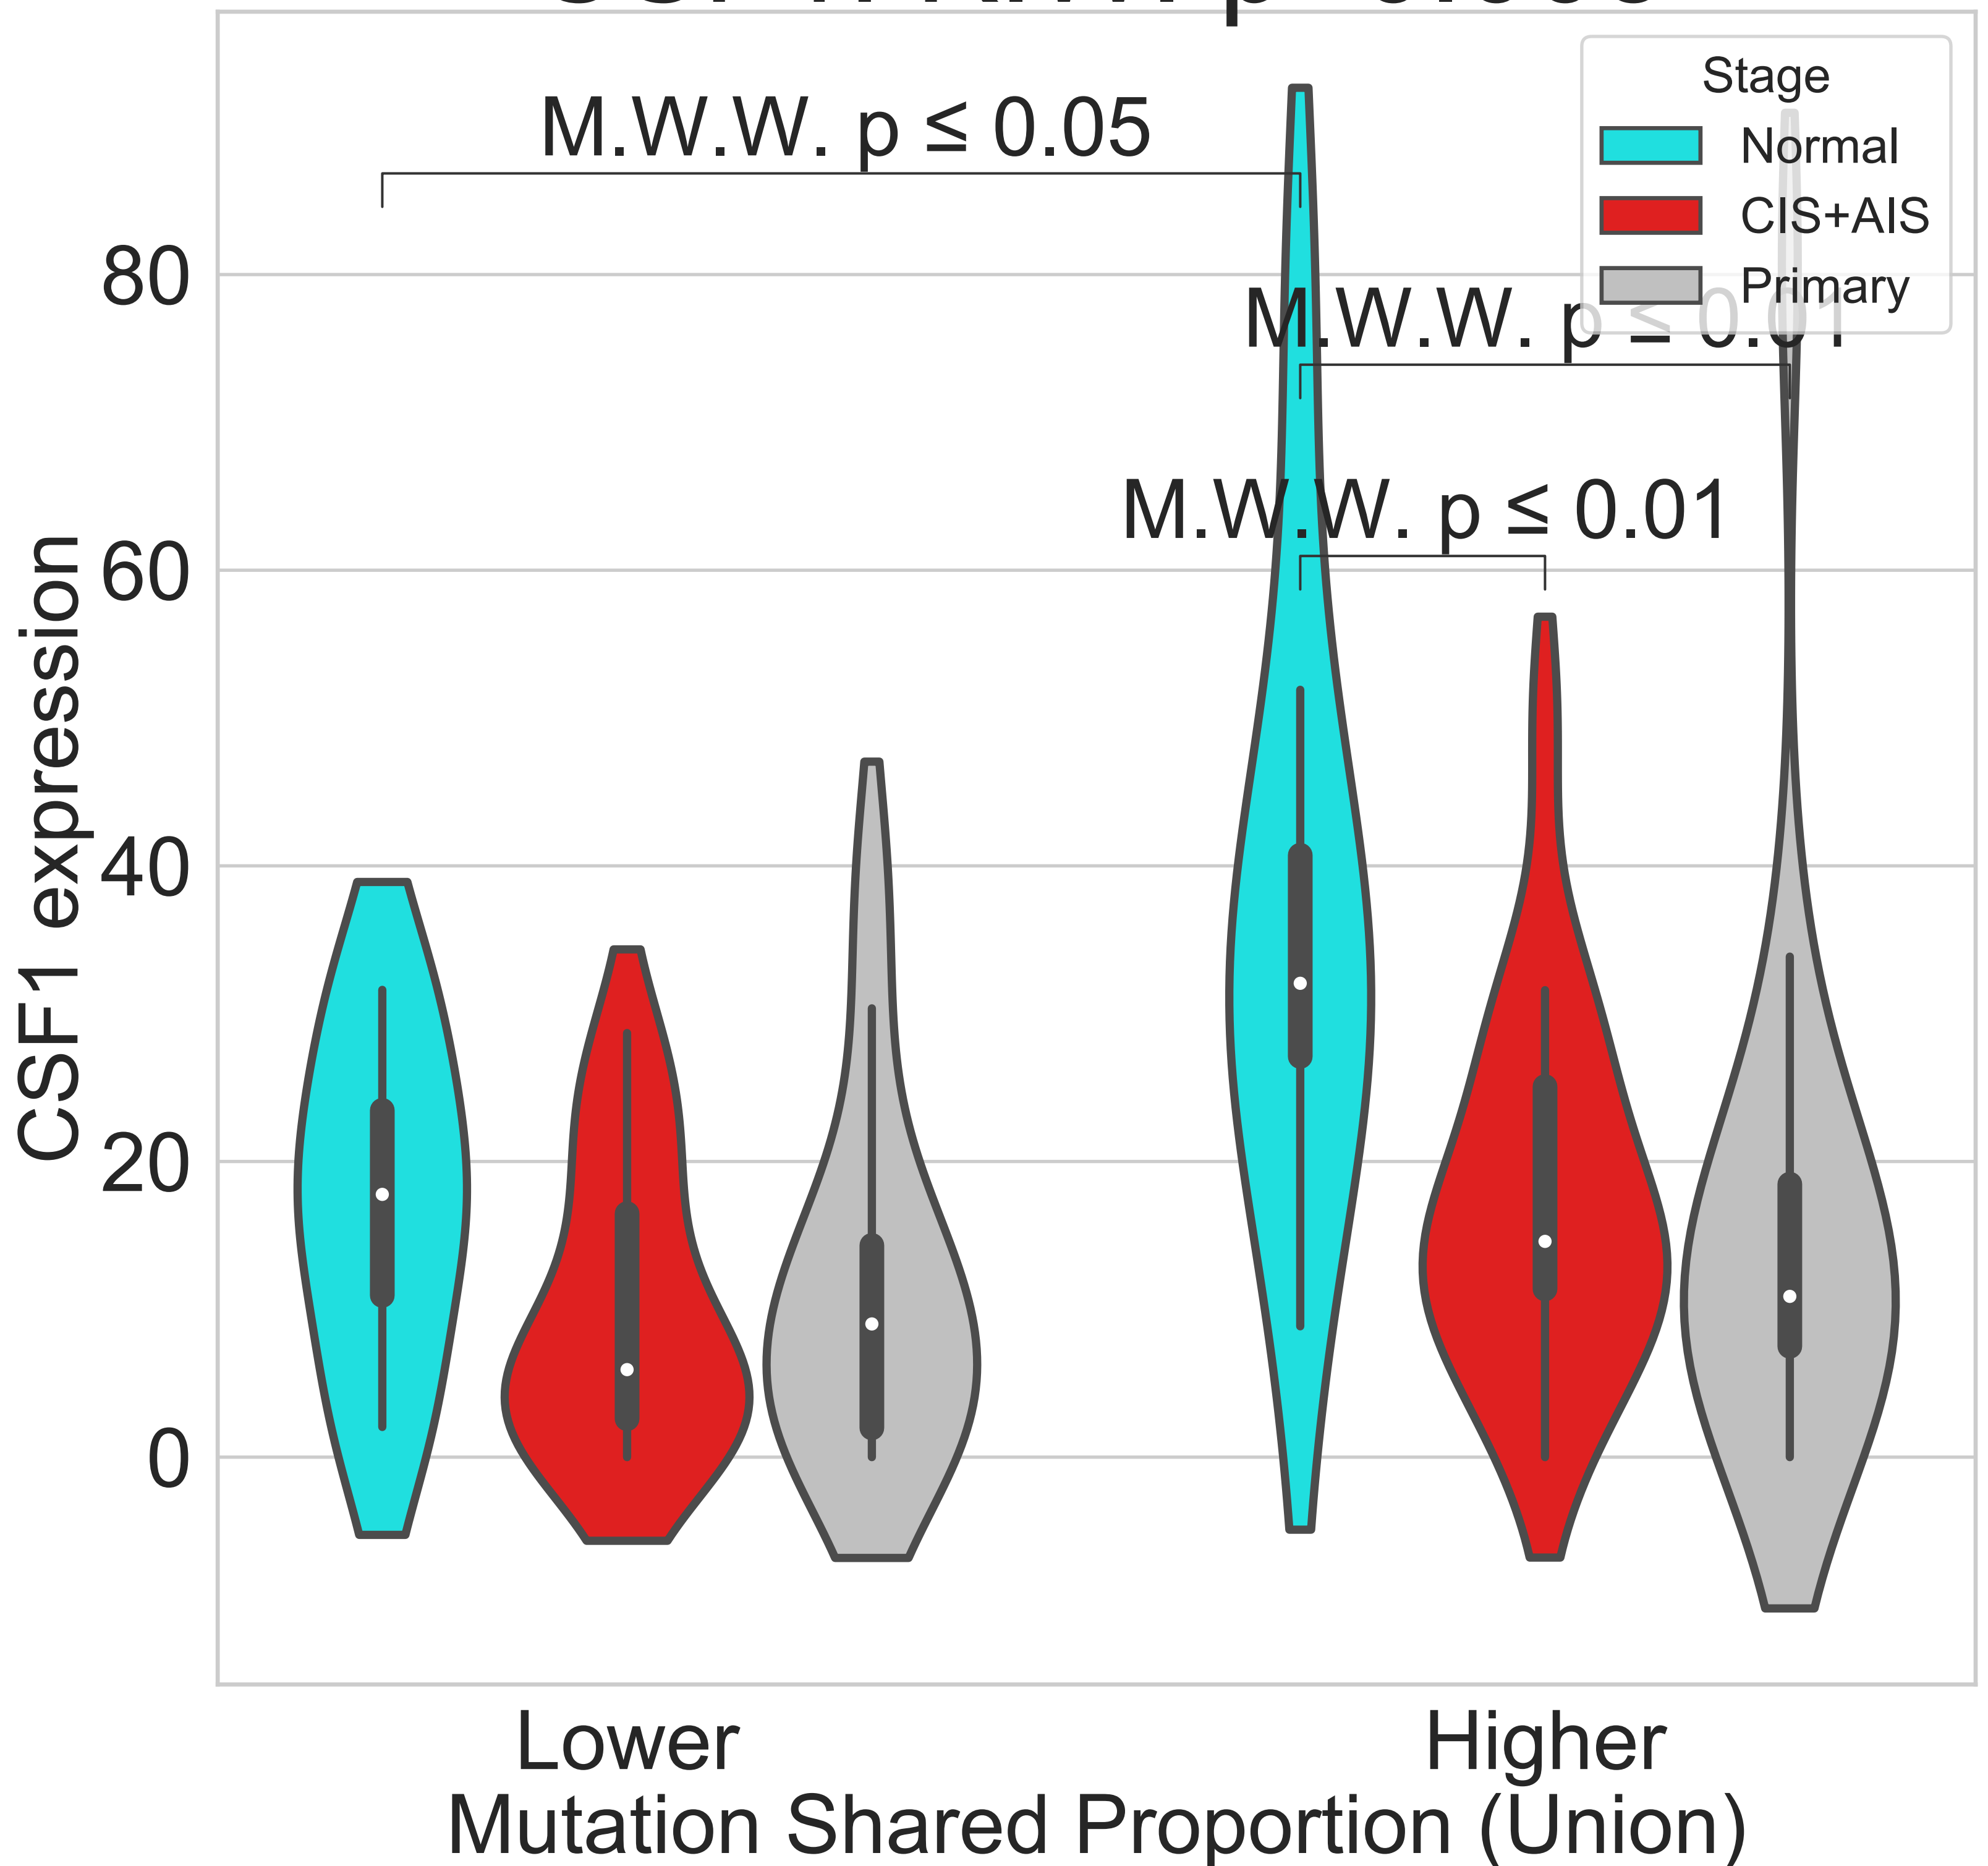 Stage
Normal
CIS+AIS
Primary
M.W.W. p ≤ 0.05
M.W.W. p ≤ 0.01
M.W.W. p ≤ 0.01
80
60
40
20
0
CSF1 expression
Lower
Higher
Mutation Shared Proportion (Union)